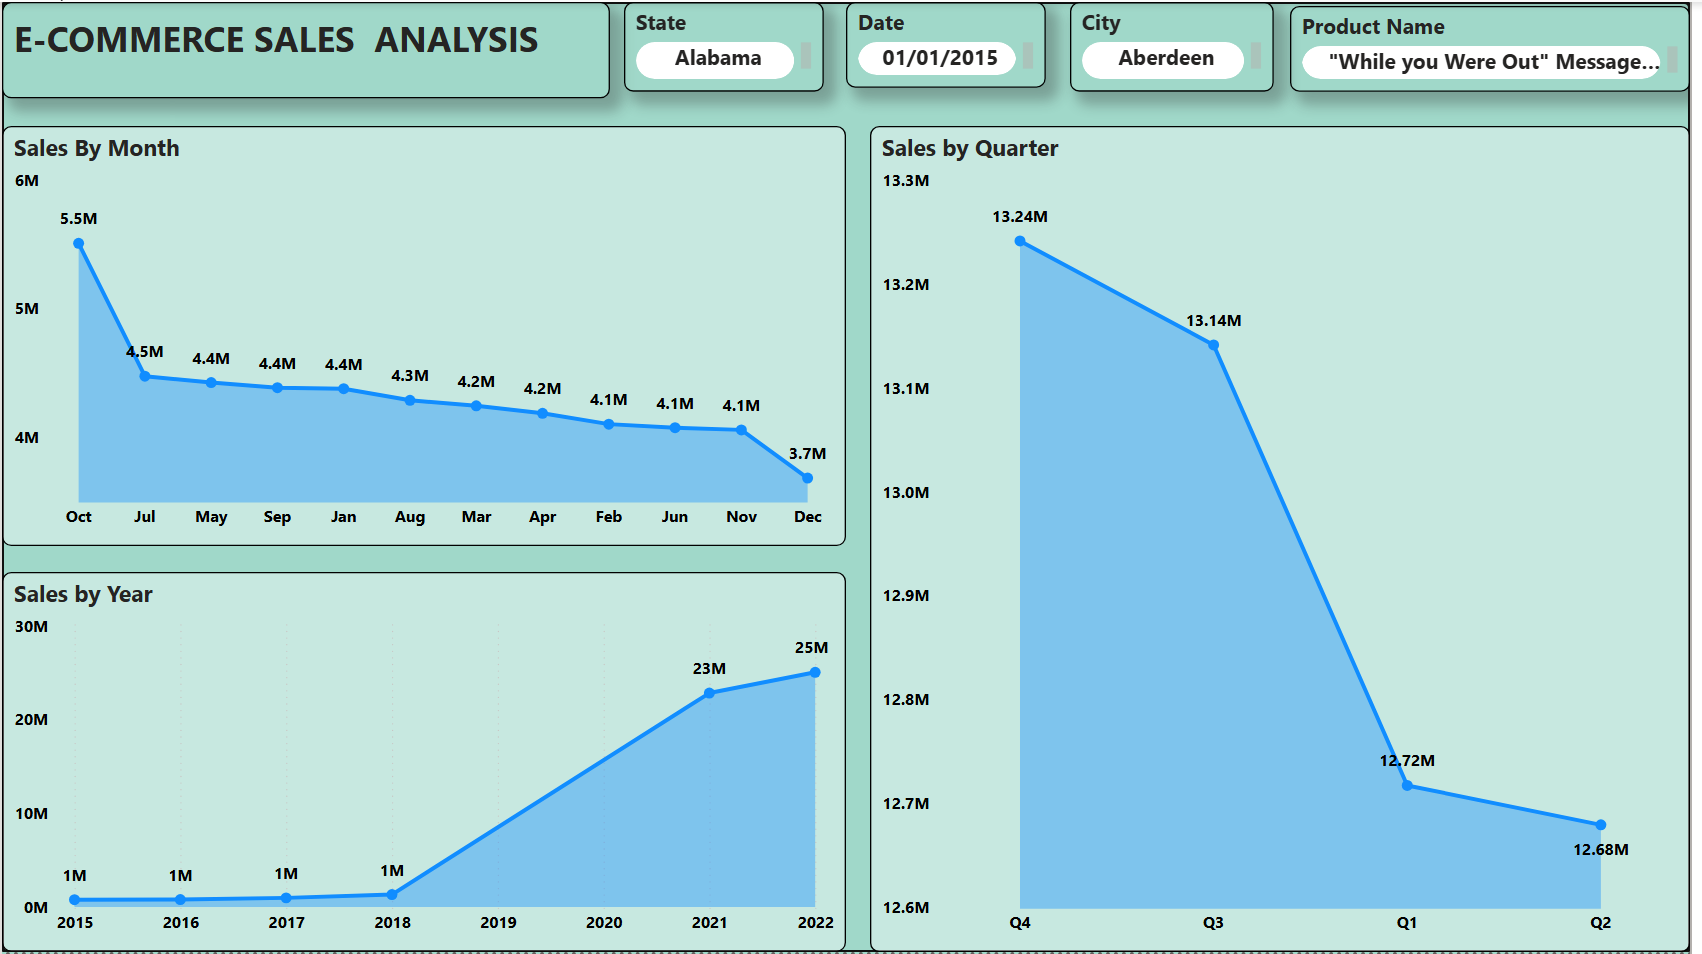 E-COMMERCE SALES  ANALYSIS
State
Alabama
Date
01/01/2015
City
Aberdeen
Product Name
"While you Were Out" Message...
Sales By Month
6M
5M
4M
5.5M
4.5M
4.4M
4.4M
4.4M
4.3M
4.2M
4.2M
4.1M
4.1M
4.1M
3.7M
Oct Jul May Sep Jan Aug Mar Apr Feb Jun Nov Dec
Sales by Year
30M
20M
10M
0M
1M
1M
1M
1M
23M
25M
2015 2016 2017 2018 2019 2020 2021 2022
Sales by Quarter
13.3M
13.2M
13.1M
13.0M
12.9M
12.8M
12.7M
12.6M
13.24M
13.14M
12.72M
12.68M
Q4 Q3 Q1 Q2